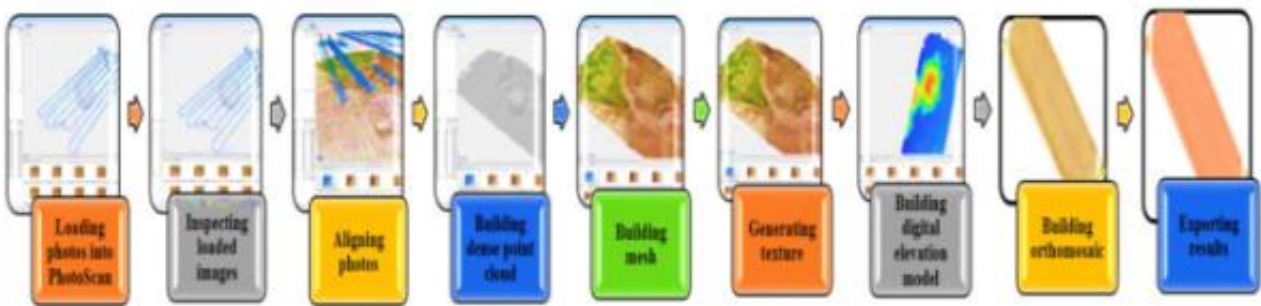 Loading
photos into
PhotoScan
Inspecting
loaded
images
Aligning
photos
Building
dense point
cloud
Building
mesh
Generating
texture
Building
digital
elevation
model
Building
orthomosaic
Exporting
results